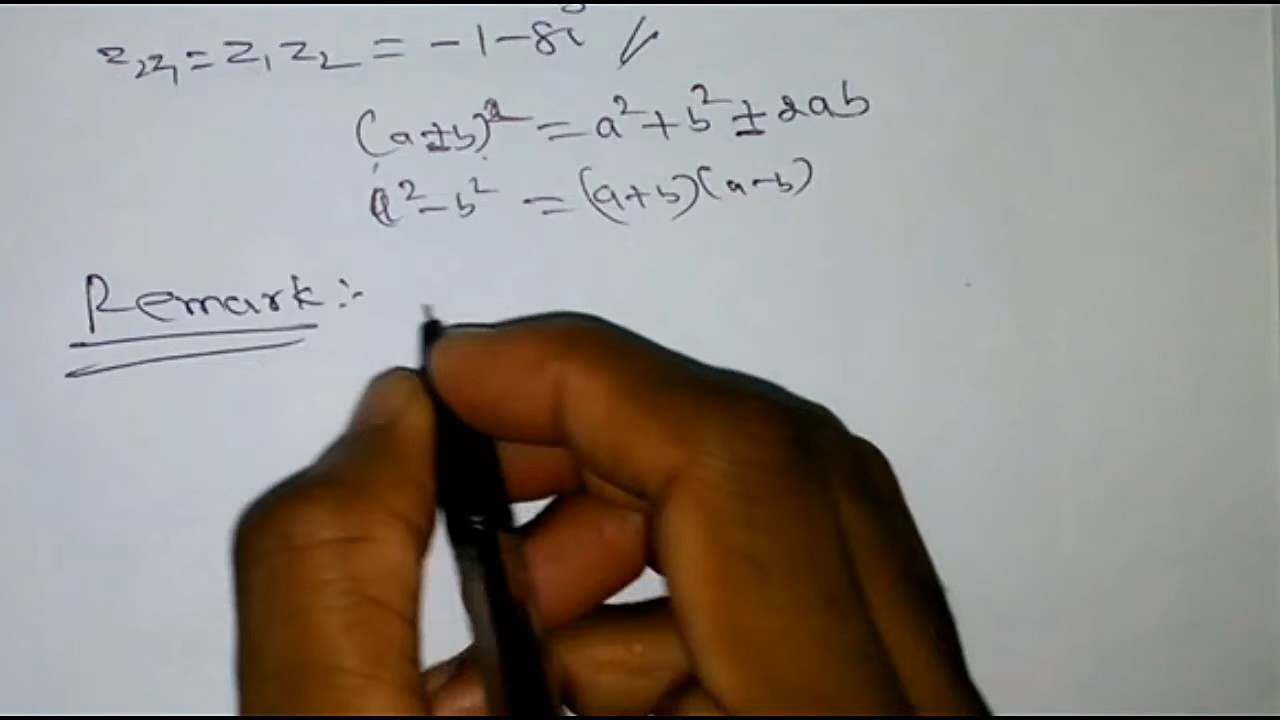 z₂z₁ = z₁z₂ = -1-8i //
(a±b)² = a²+b²±2ab
a²-b² = (a+b)(a-b)
Remark:-